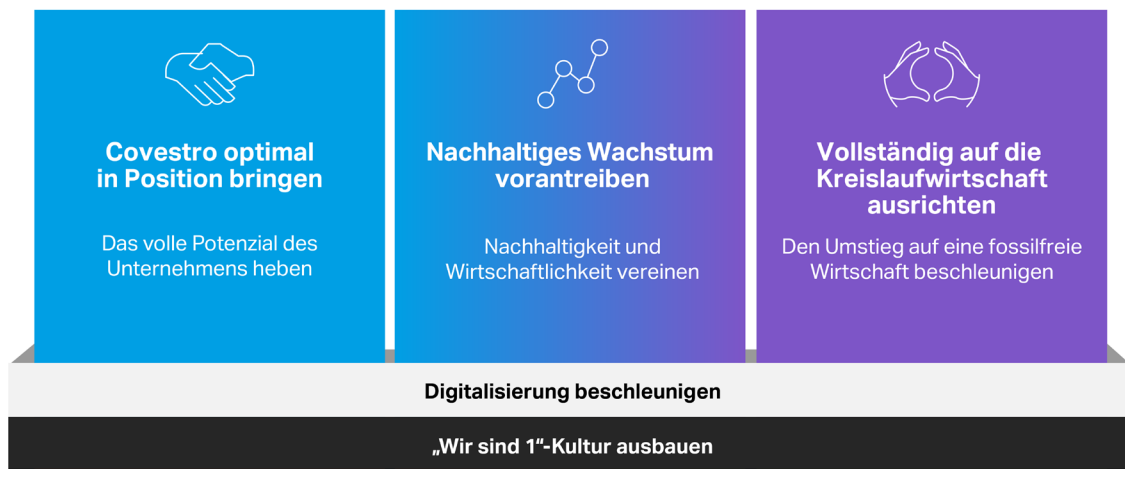 Covestro optimal
in Position bringen
Das volle Potenzial des
Unternehmens heben
Nachhaltiges Wachstum
vorantreiben
Nachhaltigkeit und
Wirtschaftlichkeit vereinen
Vollständig auf die
Kreislaufwirtschaft
ausrichten
Den Umstieg auf eine fossilfreie
Wirtschaft beschleunigen
Digitalisierung beschleunigen
„Wir sind 1“-Kultur ausbauen